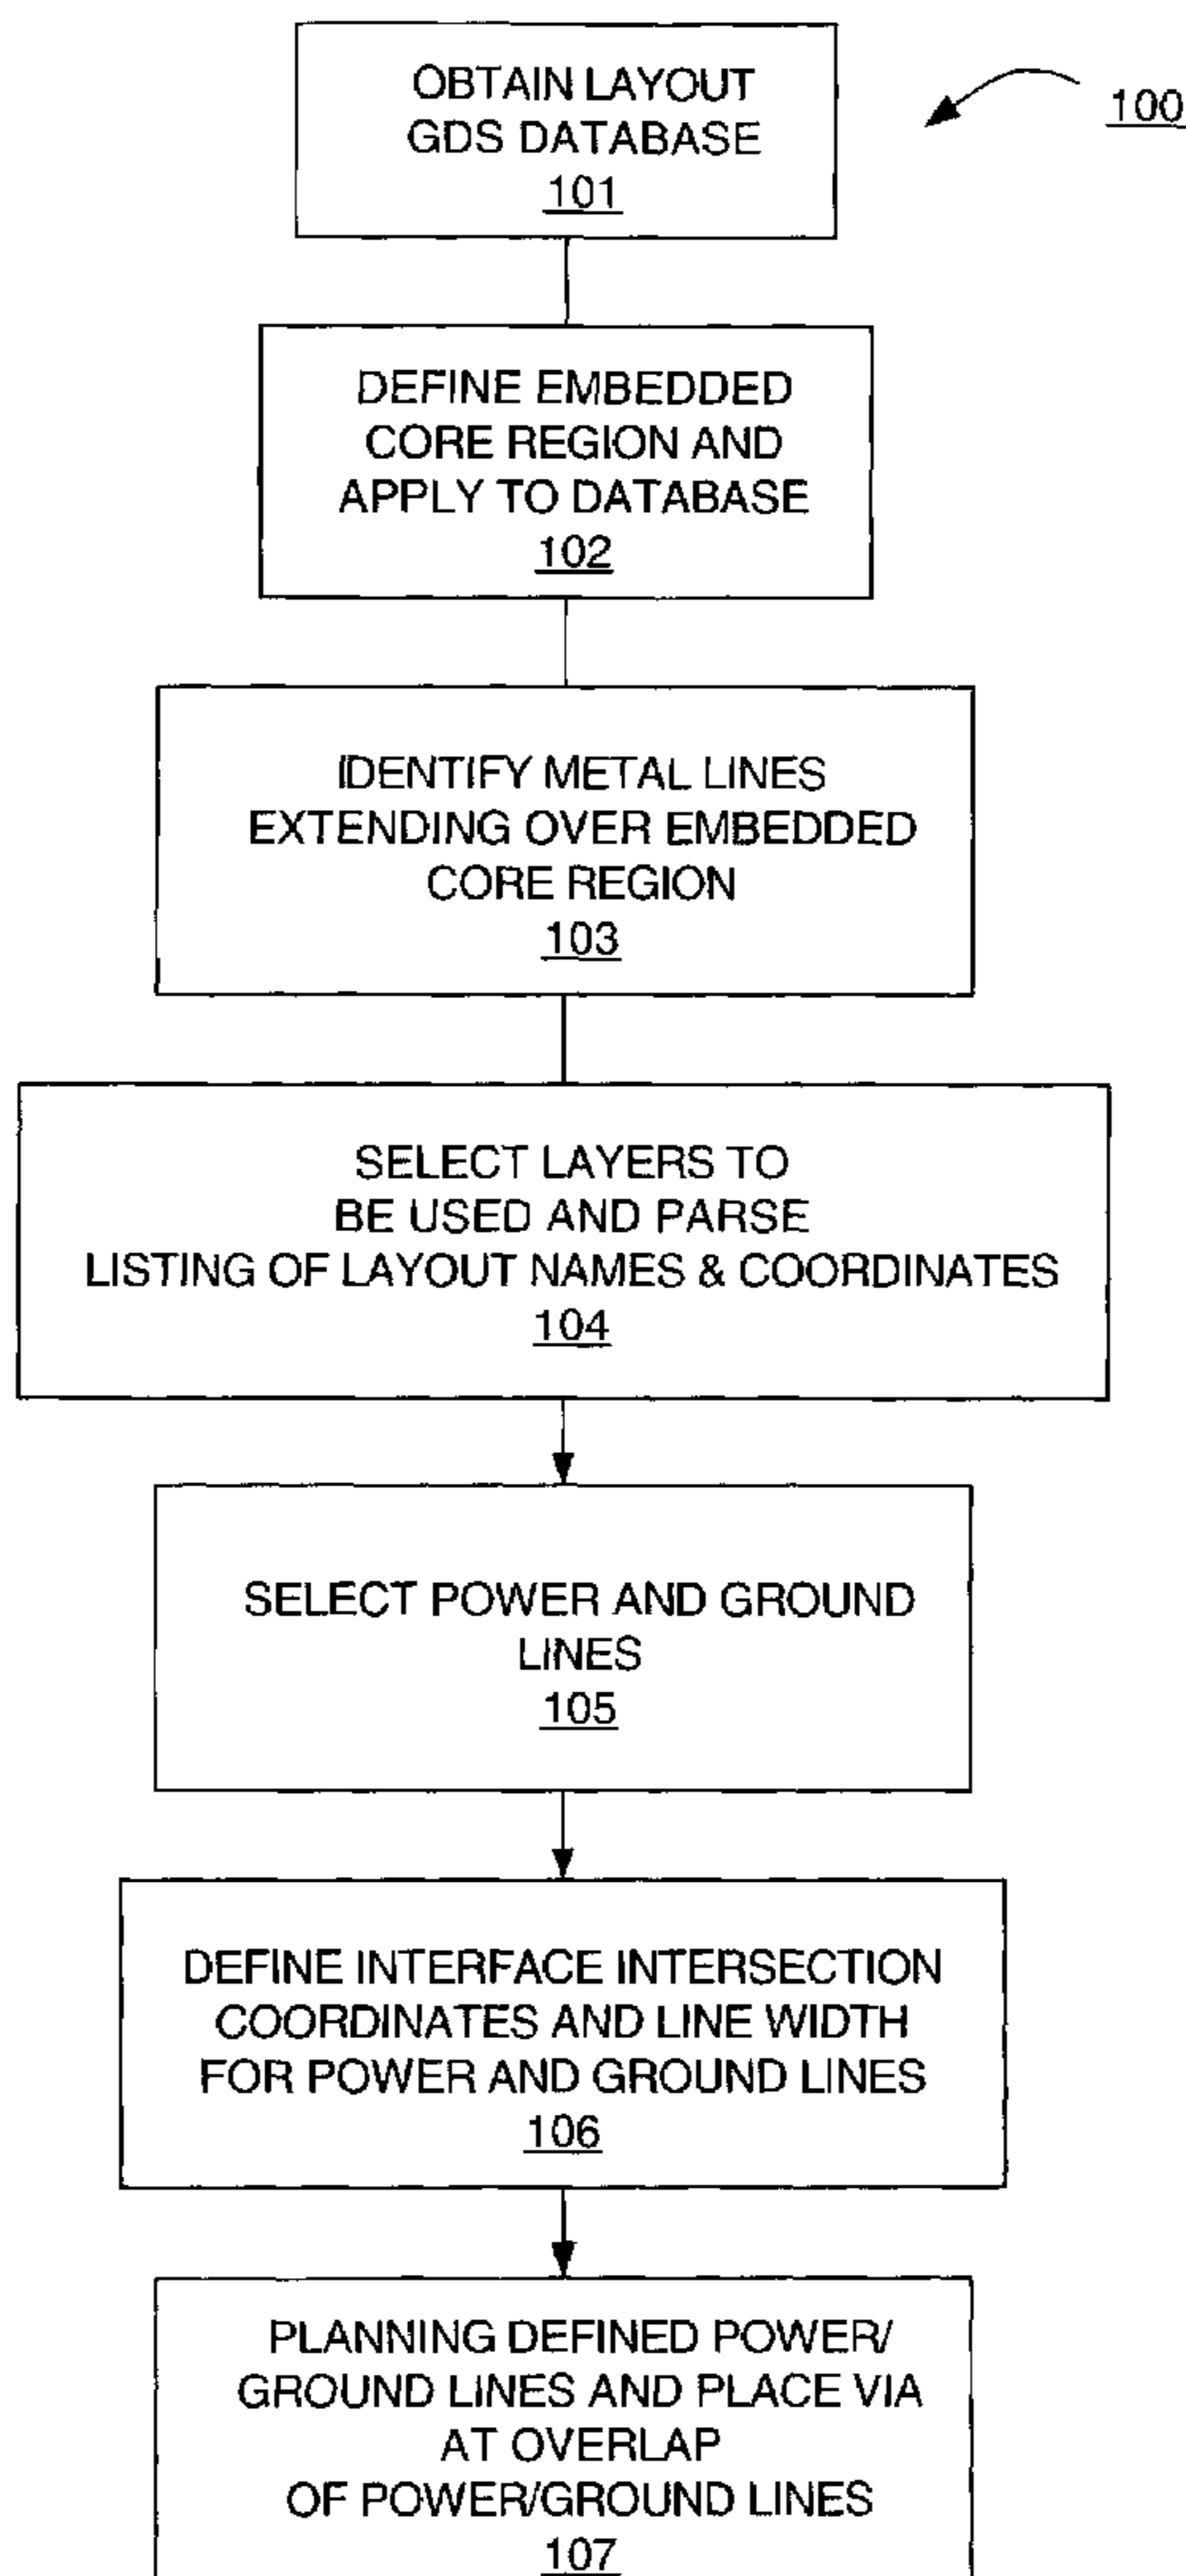 OBTAIN LAYOUT
GDS DATABASE
101
100
DEFINE EMBEDDED
CORE REGION AND
APPLY TO DATABASE
102
IDENTIFY METAL LINES
EXTENDING OVER EMBEDDED
CORE REGION
103
SELECT LAYERS TO
BE USED AND PARSE
LISTING OF LAYOUT NAMES & COORDINATES
104
SELECT POWER AND GROUND
LINES
105
DEFINE INTERFACE INTERSECTION
COORDINATES AND LINE WIDTH
FOR POWER AND GROUND LINES
106
PLANNING DEFINED POWER/
GROUND LINES AND PLACE VIA
AT OVERLAP
OF POWER/GROUND LINES
107